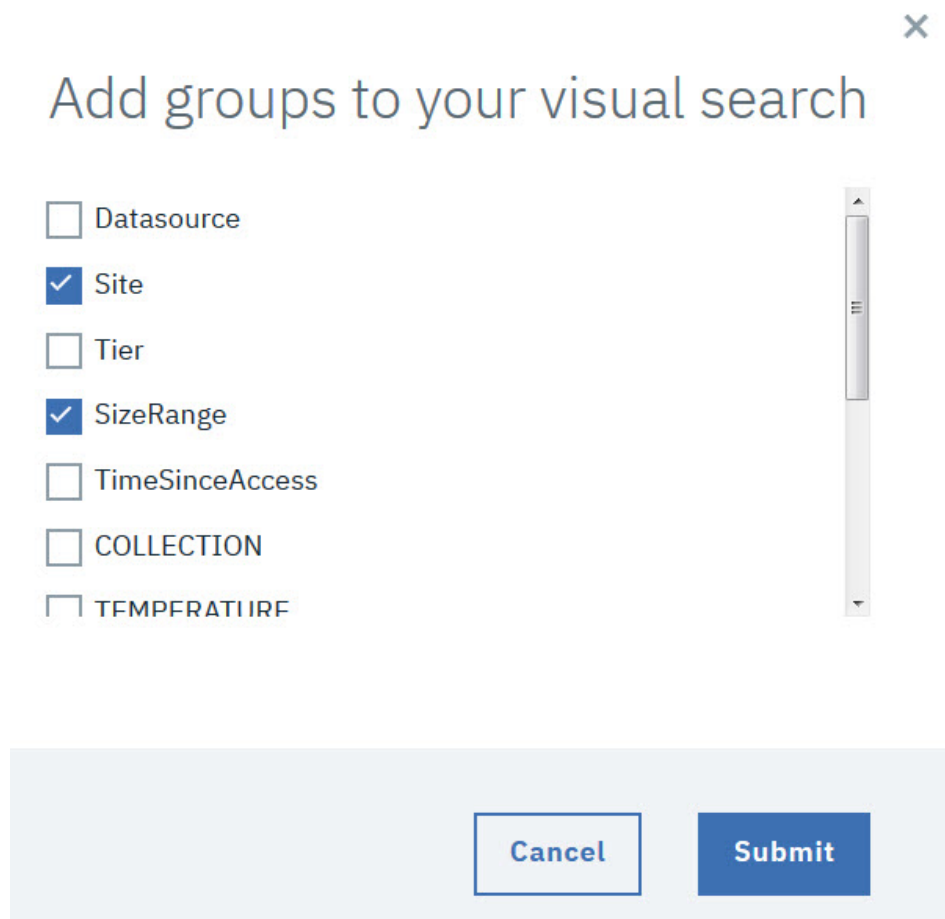 Add groups to your visual search
Datasource
Site
Tier
SizeRange
TimeSinceAccess
COLLECTION
TEMPERATURE
Cancel
Submit